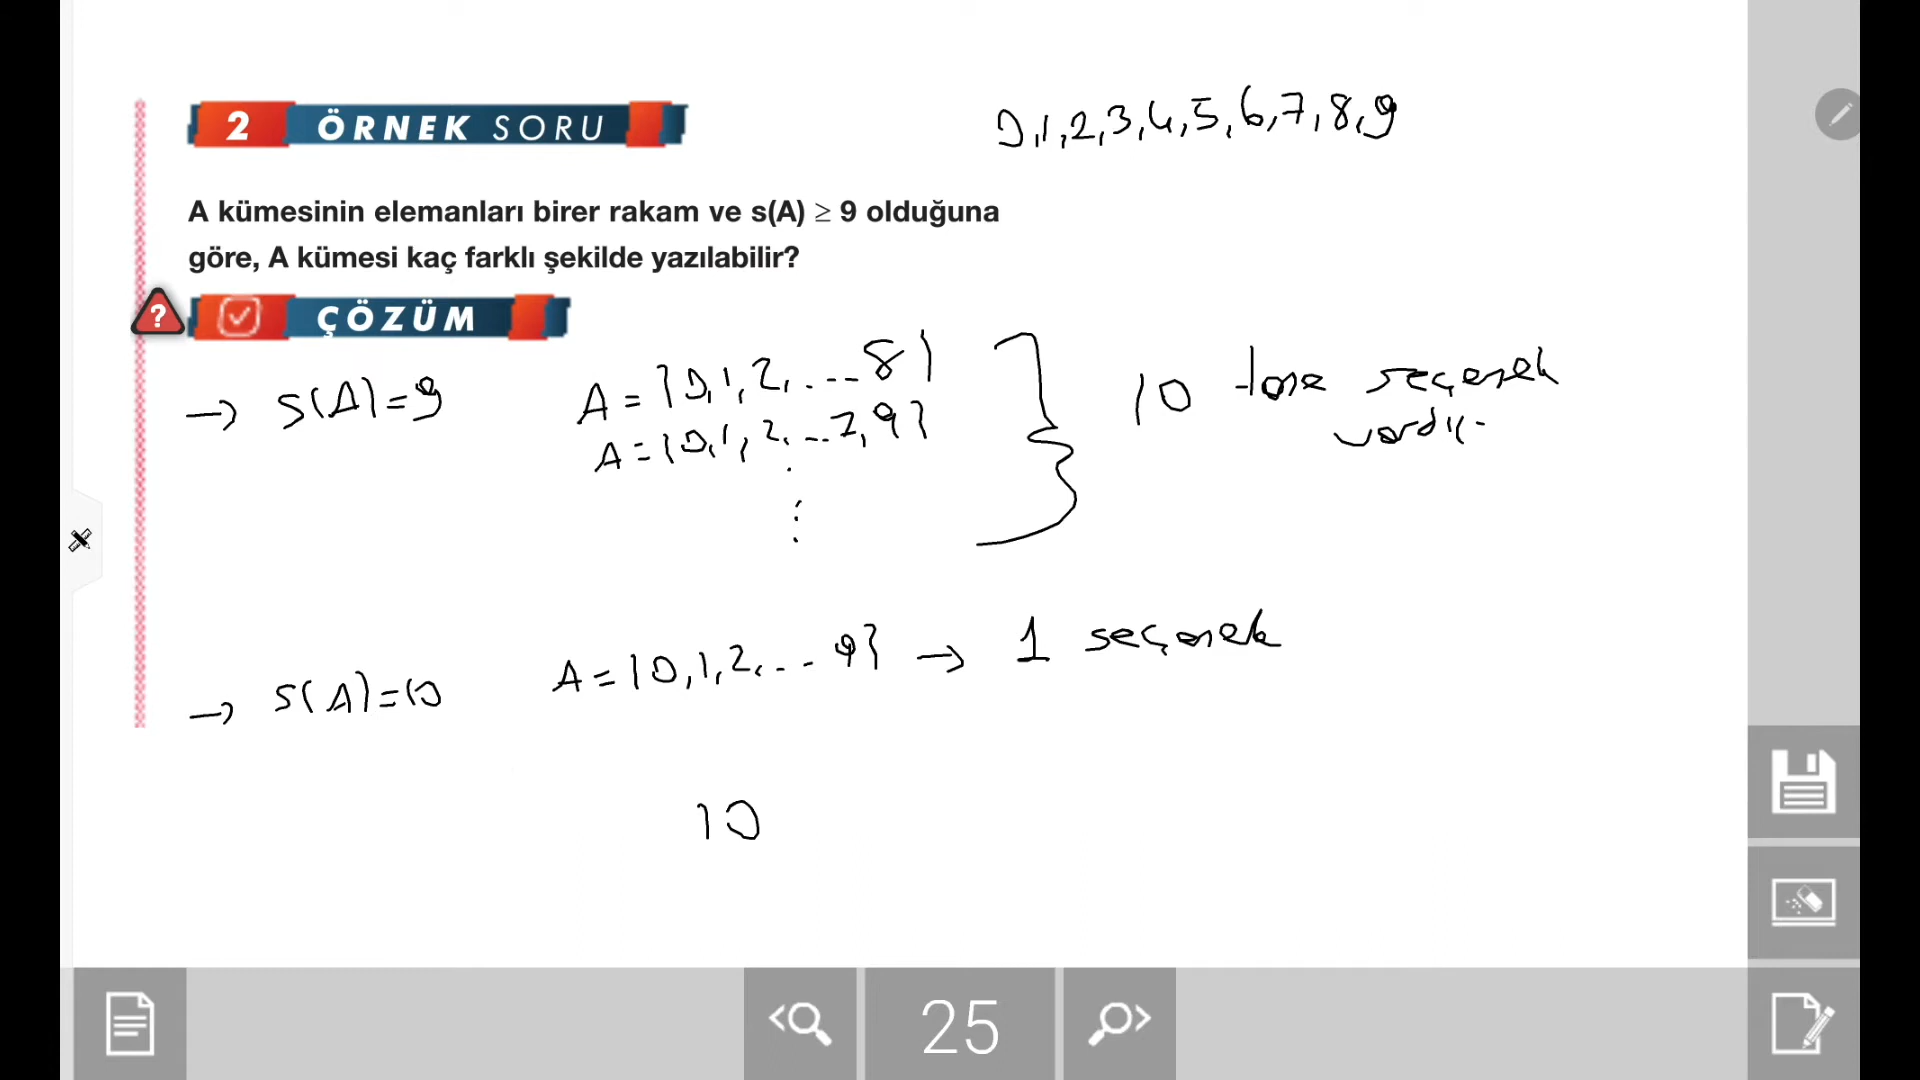 2 ÖRNEK SORU
0,1,2,3,4,5,6,7,8,9
A kümesinin elemanları birer rakam ve s(A) ≥ 9 olduğuna
göre, A kümesi kaç farklı şekilde yazılabilir?
?
ÇÖZÜM
→ s(A)=9
A={0,1,2,...8}
A={0,1,2,...7,9}
⋮
10 tane seçenek
vardır.
→ s(A)=10
A={0,1,2,...9} → 1 seçenek
10
25